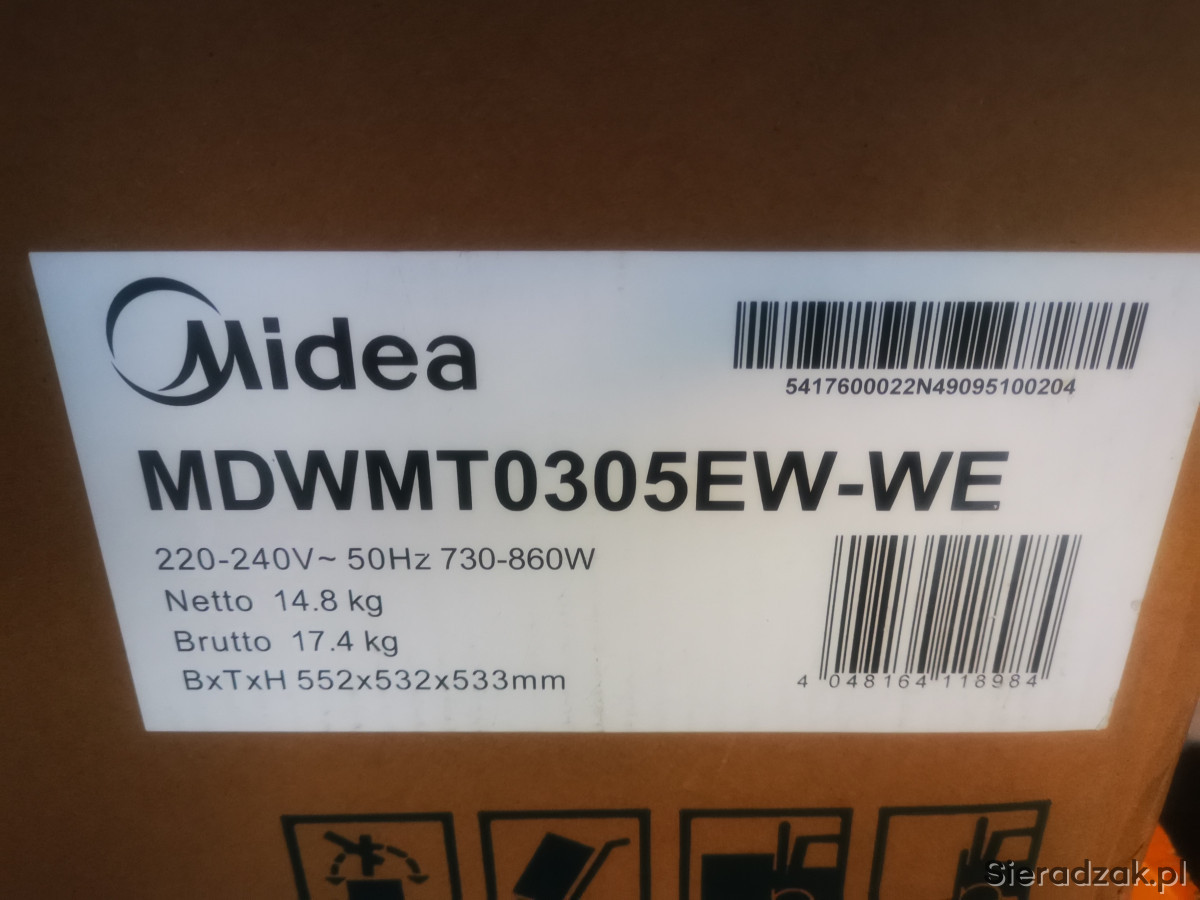 Midea
5417600022N49095100204
MDWMT0305EW-WE
220-240V~ 50Hz 730-860W
Netto 14.8 kg
Brutto 17.4 kg
BxTxH 552x532x533mm
4 048164 118984
Sieradzak.pl